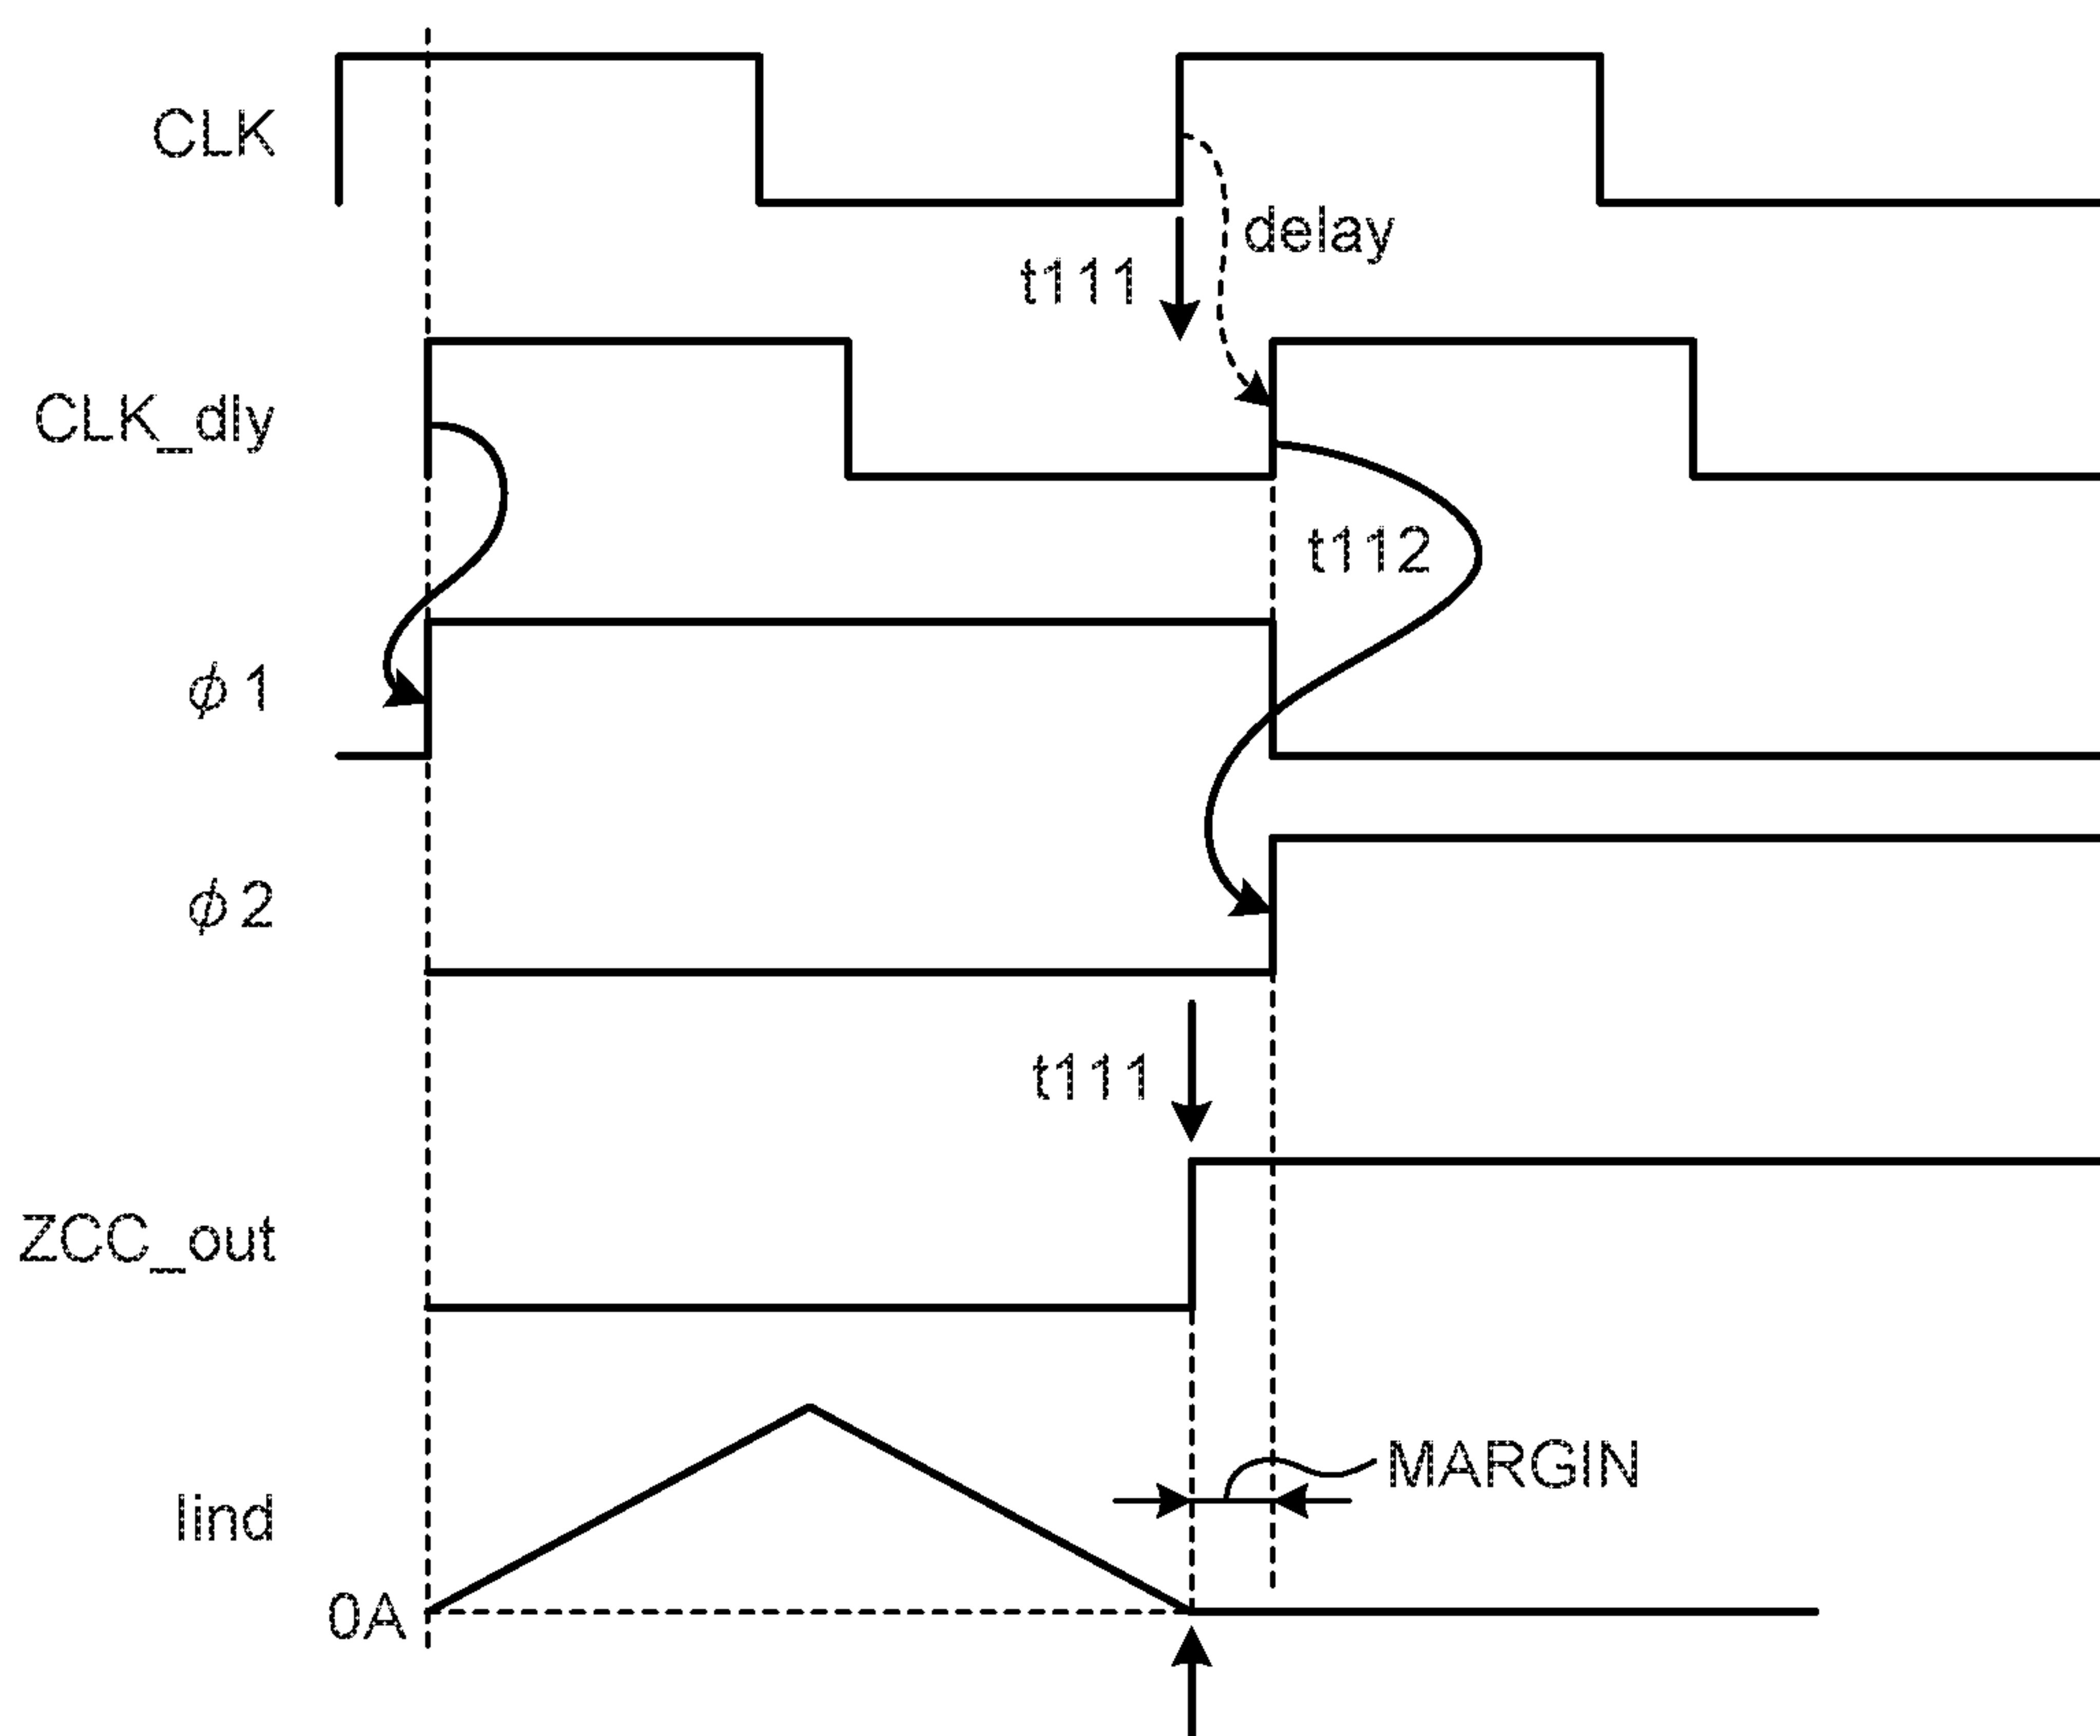 CLK
delay
t111
CLK_dly
t112
ϕ1
ϕ2
t111
ZCC_out
MARGIN
Iind
0A